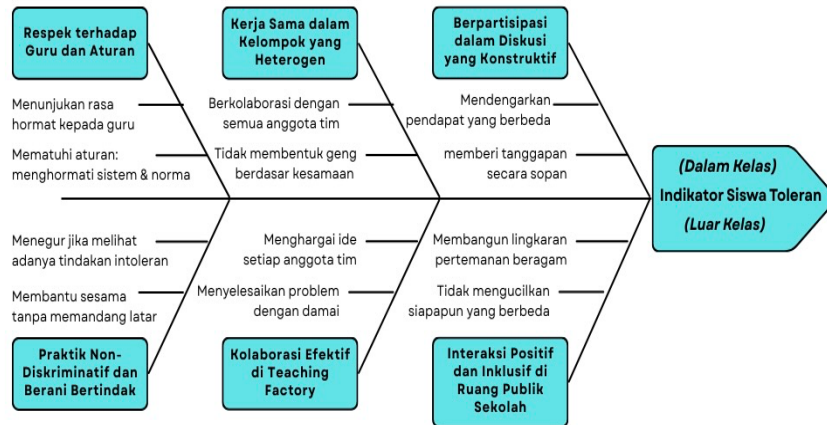 Respek terhadap
Guru dan Aturan
Kerja Sama dalam
Kelompok yang
Heterogen
Berpartisipasi
dalam Diskusi
yang Konstruktif
Menunjukan rasa
hormat kepada guru
Mematuhi aturan:
menghormati sistem & norma
Berkolaborasi dengan
semua anggota tim
Tidak membentuk geng
berdasar kesamaan
Mendengarkan
pendapat yang berbeda
memberi tanggapan
secara sopan
(Dalam Kelas)
Indikator Siswa Toleran
(Luar Kelas)
Menegur jika melihat
adanya tindakan intoleran
Membantu sesama
tanpa memandang latar
Menghargai ide
setiap anggota tim
Menyelesaikan problem
dengan damai
Membangun lingkaran
pertemanan beragam
Tidak mengucilkan
siapapun yang berbeda
Praktik Non-
Diskriminatif dan
Berani Bertindak
Kolaborasi Efektif
di Teaching
Factory
Interaksi Positif
dan Inklusif di
Ruang Publik
Sekolah